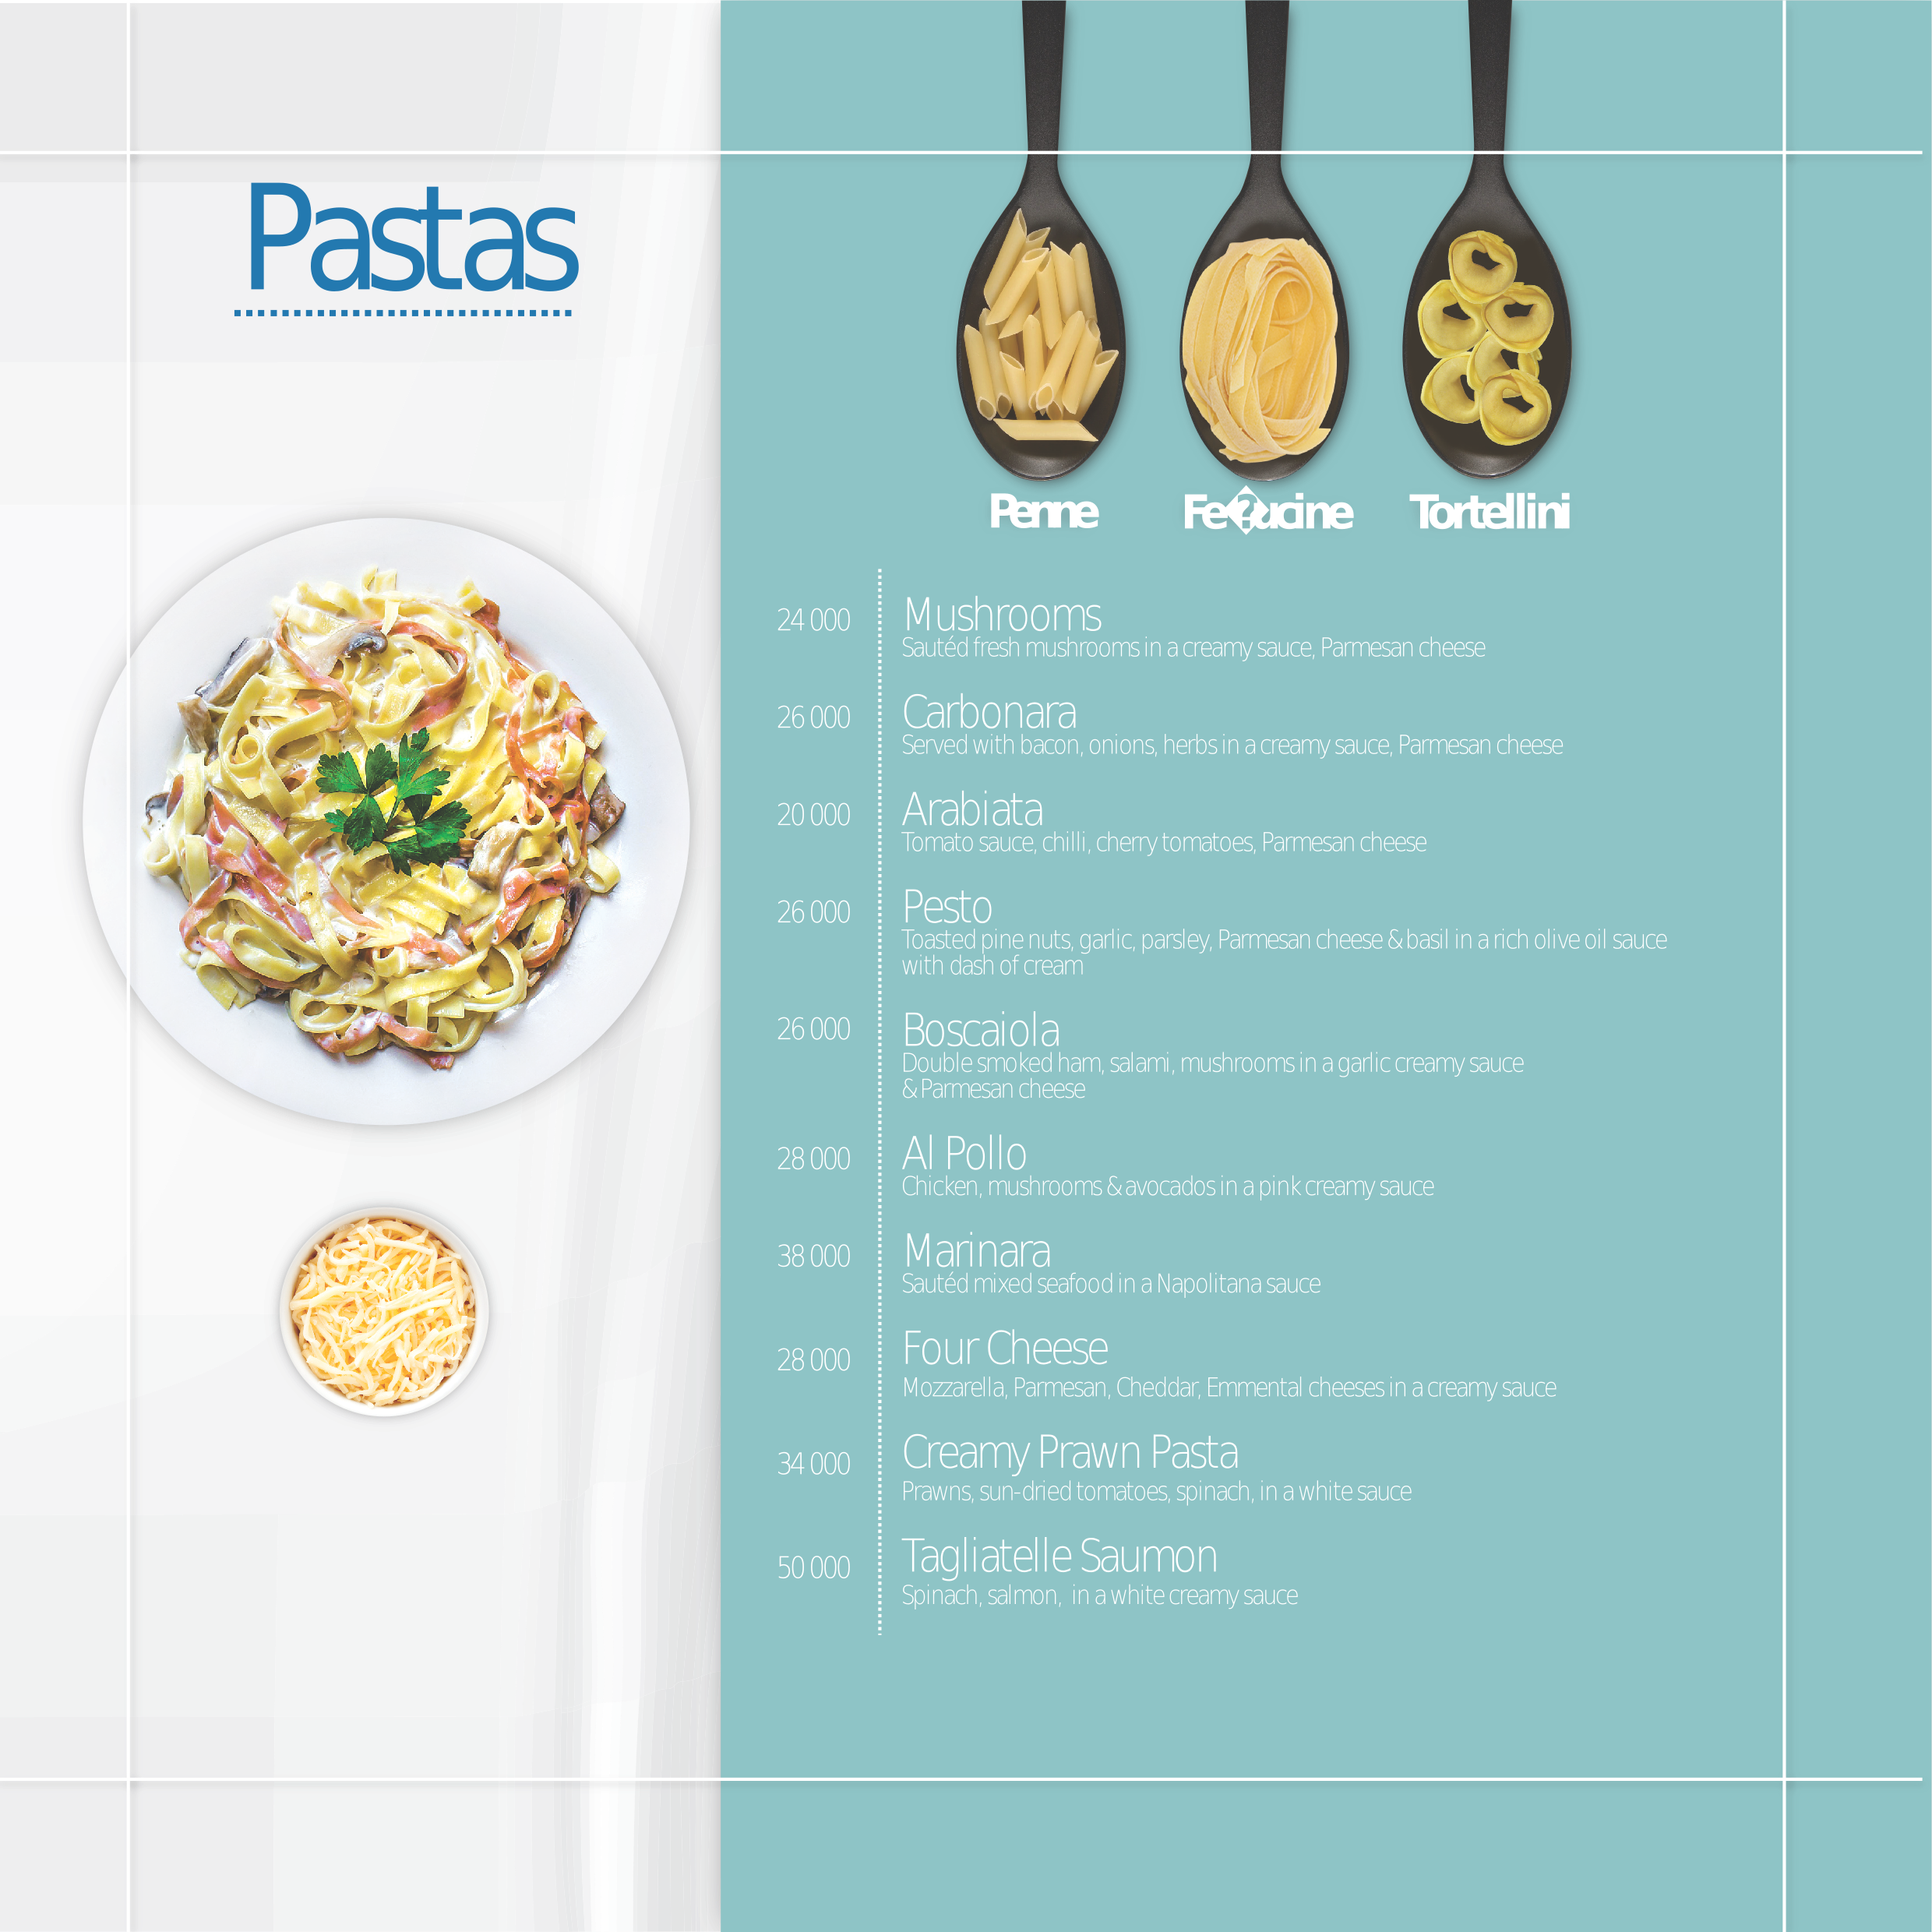 Pastas
Penne
Fe�ucine
Tortellini
24 000
Mushrooms
Sautéd fresh mushrooms in a creamy sauce, Parmesan cheese
26 000
Carbonara
Served with bacon, onions, herbs in a creamy sauce, Parmesan cheese
20 000
Arabiata
Tomato sauce, chilli, cherry tomatoes, Parmesan cheese
26 000
Pesto
Toasted pine nuts, garlic, parsley, Parmesan cheese & basil in a rich olive oil sauce
with dash of cream
26 000
Boscaiola
Double smoked ham, salami, mushrooms in a garlic creamy sauce
& Parmesan cheese
28 000
Al Pollo
Chicken, mushrooms & avocados in a pink creamy sauce
38 000
Marinara
Sautéd mixed seafood in a Napolitana sauce
28 000
Four Cheese
Mozzarella, Parmesan, Cheddar, Emmental cheeses in a creamy sauce
34 000
Creamy Prawn Pasta
Prawns, sun-dried tomatoes, spinach, in a white sauce
50 000
Tagliatelle Saumon
Spinach, salmon,  in a white creamy sauce